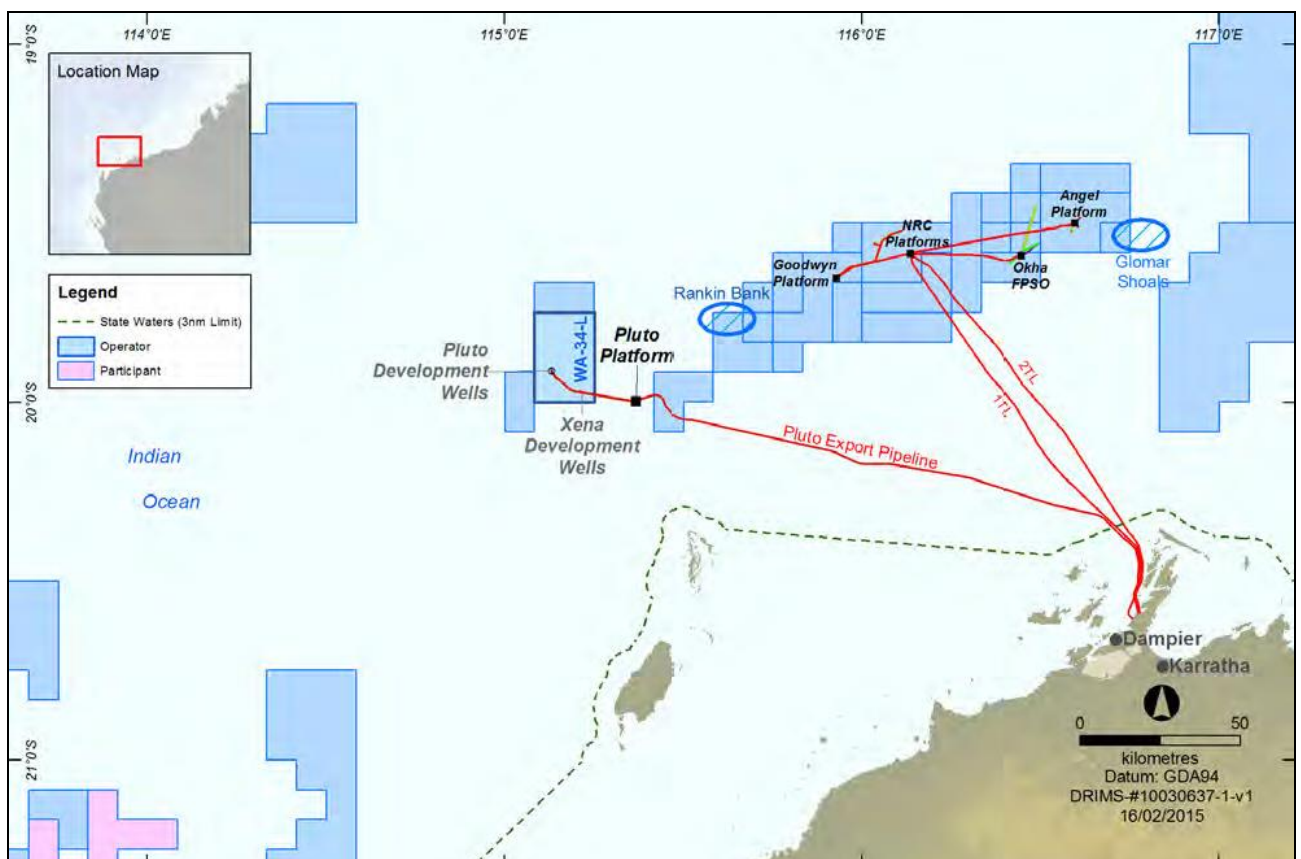 114°0'E
115°0'E
116°0'E
117°0'E
19°0'S
20°0'S
21°0'S
Location Map
Legend
State Waters (3nm Limit)
Operator
Participant
Angel
Platform
NRC
Platforms
Goodwyn
Platform
Okha
FPSO
Glomar
Shoals
Rankin Bank
WA-34-L
Pluto
Platform
Pluto
Development
Wells
Xena
Development
Wells
2TL
1TL
Pluto Export Pipeline
Indian
Ocean
Dampier
Karratha
0
50
kilometres
Datum: GDA94
DRIMS-#10030637-1-v1
16/02/2015